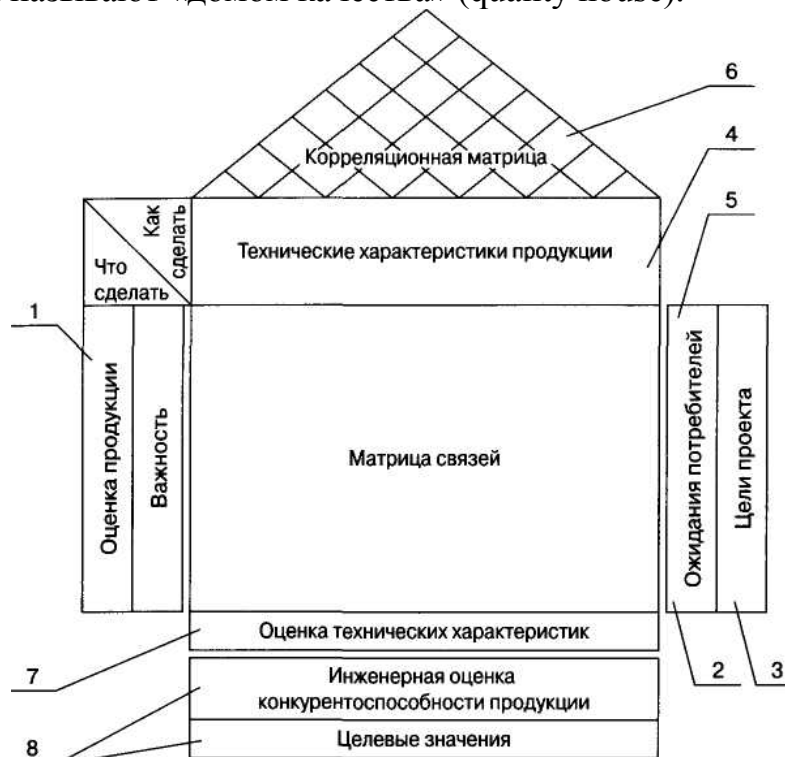 называют «домом качества» (quality house).
6
Корреляционная матрица
4
5
Как
сделать
Что
сделать
Технические характеристики продукции
1
Оценка продукции
Важность
Матрица связей
Ожидания потребителей
Цели проекта
Оценка технических характеристик
7
2
3
Инженерная оценка
конкурентоспособности продукции
8
Целевые значения